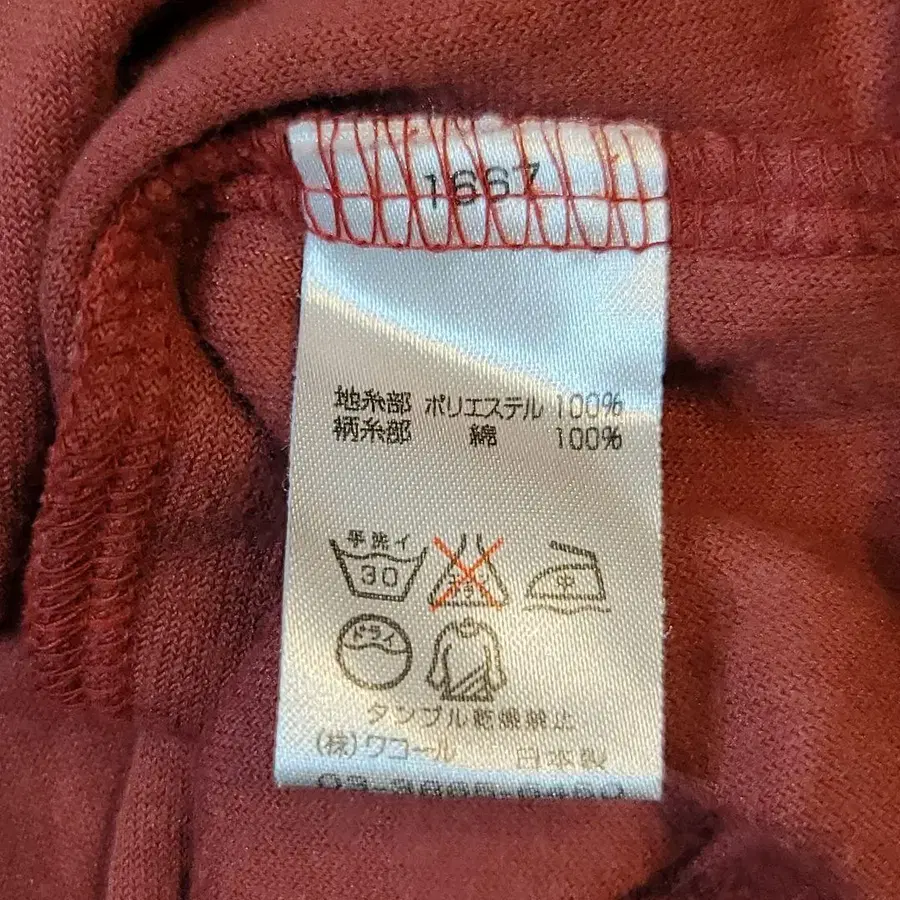 1667
地糸部 ポリエステル 100%
柄糸部 綿 100%
手洗イ
30
中
ドライ
タンブル乾燥禁止
(株)ワコール 日本製